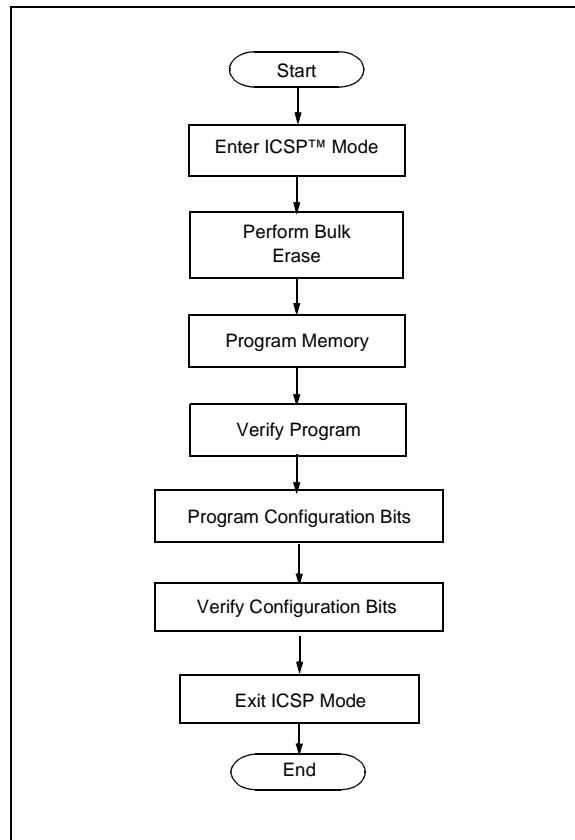 Start
Enter ICSP™ Mode
Perform Bulk
Erase
Program Memory
Verify Program
Program Configuration Bits
Verify Configuration Bits
Exit ICSP Mode
End